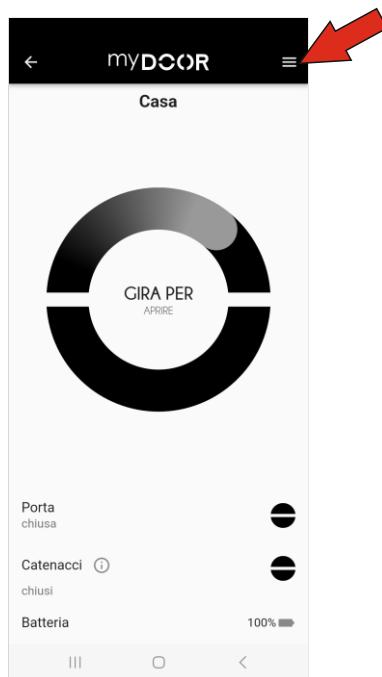 myDOOR
Casa
GIRA PER
APRIRE
Porta
chiusa
Catenacci
chiusi
Batteria
100%